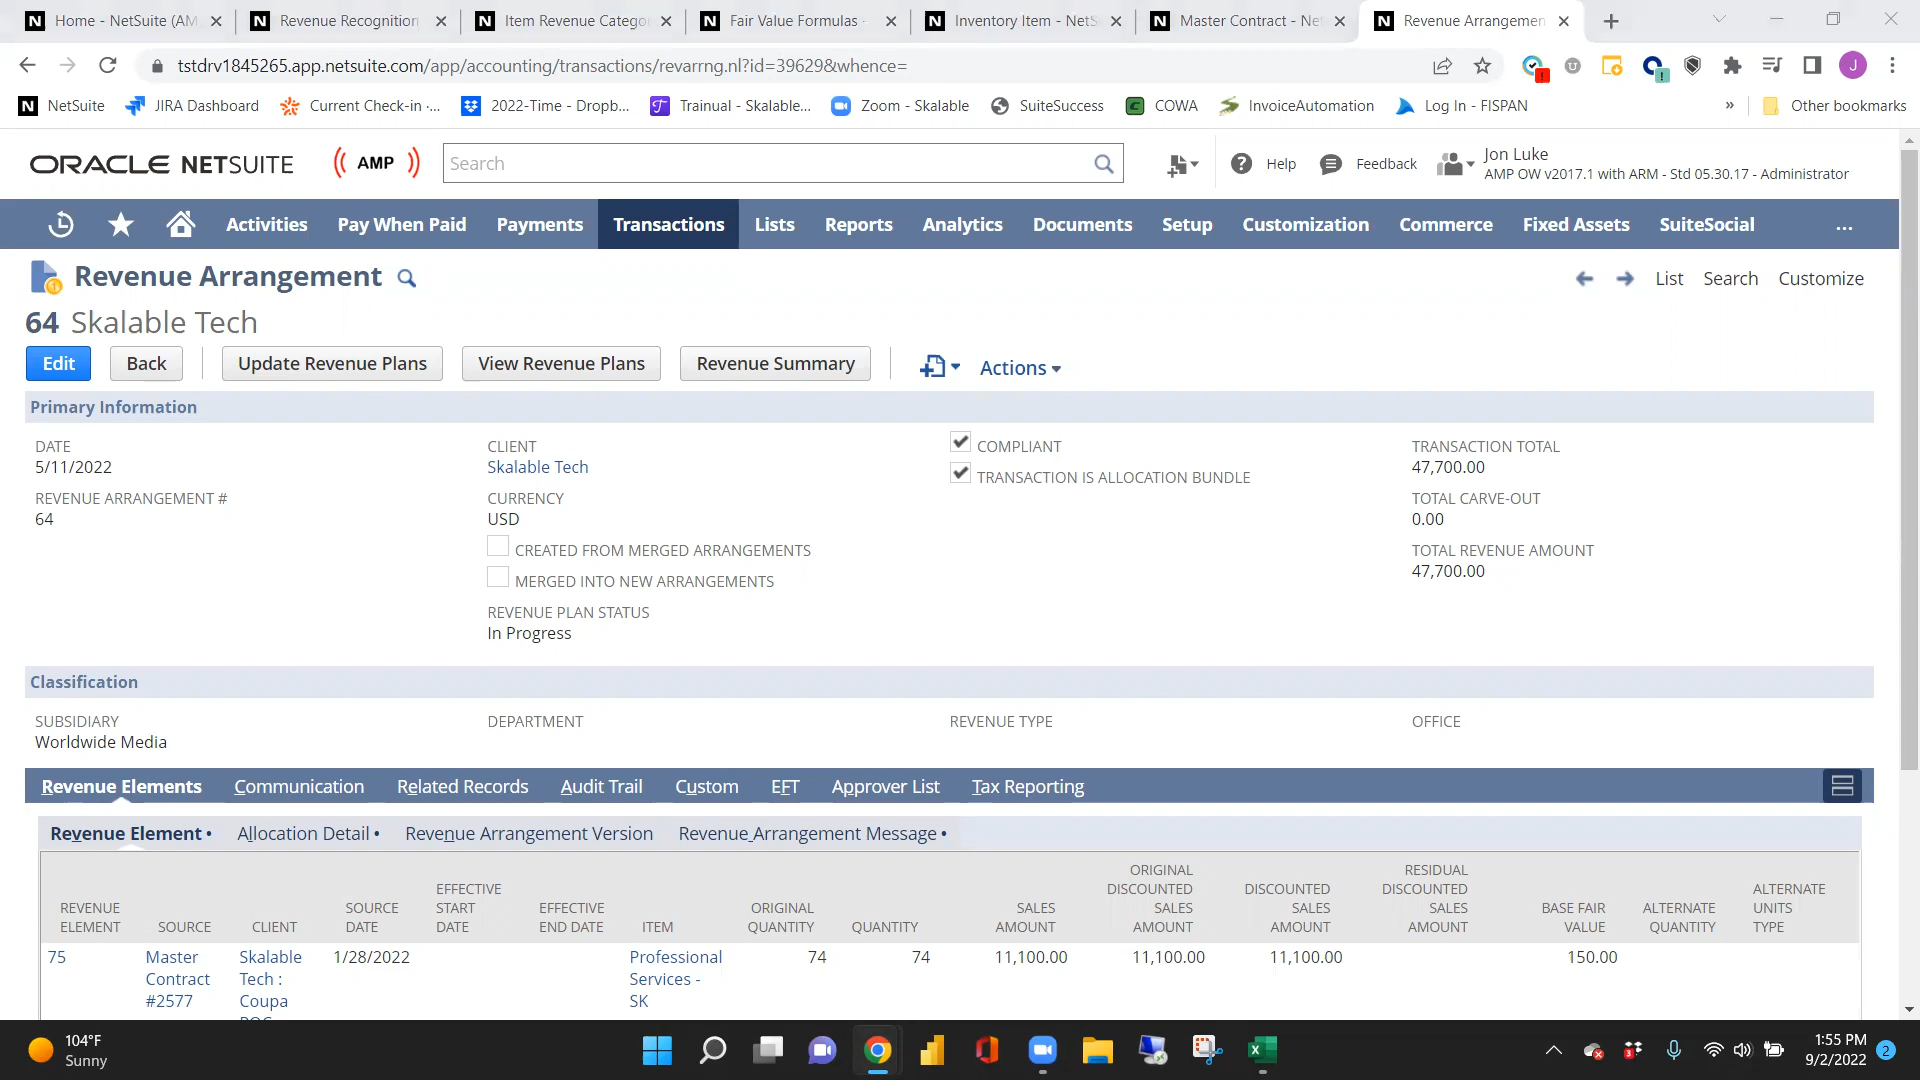 Home - NetSuite (AM
Revenue Recognition
Item Revenue Catego
Fair Value Formulas -
Inventory Item - NetS
Master Contract - Net
Revenue Arrangemen
tstdrv1845265.app.netsuite.com/app/accounting/transactions/revarrng.nl?id=39629&whence=
J
NetSuite
JIRA Dashboard
Current Check-in ·...
2022-Time - Dropb...
Trainual - Skalable...
Zoom - Skalable
SuiteSuccess
COWA
InvoiceAutomation
Log In - FISPAN
»
Other bookmarks
ORACLE NETSUITE
AMP
Search
Help
Feedback
Jon Luke
AMP OW v2017.1 with ARM - Std 05.30.17 - Administrator
Activities
Pay When Paid
Payments
Transactions
Lists
Reports
Analytics
Documents
Setup
Customization
Commerce
Fixed Assets
SuiteSocial
...
Revenue Arrangement
List
Search
Customize
64 Skalable Tech
Edit
Back
Update Revenue Plans
View Revenue Plans
Revenue Summary
Actions
Primary Information
DATE
5/11/2022
REVENUE ARRANGEMENT #
64
CLIENT
Skalable Tech
CURRENCY
USD
CREATED FROM MERGED ARRANGEMENTS
MERGED INTO NEW ARRANGEMENTS
REVENUE PLAN STATUS
In Progress
COMPLIANT
TRANSACTION IS ALLOCATION BUNDLE
TRANSACTION TOTAL
47,700.00
TOTAL CARVE-OUT
0.00
TOTAL REVENUE AMOUNT
47,700.00
Classification
SUBSIDIARY
Worldwide Media
DEPARTMENT
REVENUE TYPE
OFFICE
Revenue Elements
Communication
Related Records
Audit Trail
Custom
EFT
Approver List
Tax Reporting
Revenue Element •
Allocation Detail •
Revenue Arrangement Version
Revenue Arrangement Message •
REVENUE
ELEMENT
SOURCE
CLIENT
SOURCE
DATE
EFFECTIVE
START
DATE
EFFECTIVE
END DATE
ITEM
ORIGINAL
QUANTITY
QUANTITY
SALES
AMOUNT
ORIGINAL
DISCOUNTED
SALES
AMOUNT
DISCOUNTED
SALES
AMOUNT
RESIDUAL
DISCOUNTED
SALES
AMOUNT
BASE FAIR
VALUE
ALTERNATE
QUANTITY
ALTERNATE
UNITS
TYPE
75
Master
Contract
#2577
Skalable
Tech :
Coupa
1/28/2022
Professional
Services -
SK
74
74
11,100.00
11,100.00
11,100.00
150.00
104°F
Sunny
3
1:55 PM
9/2/2022
2